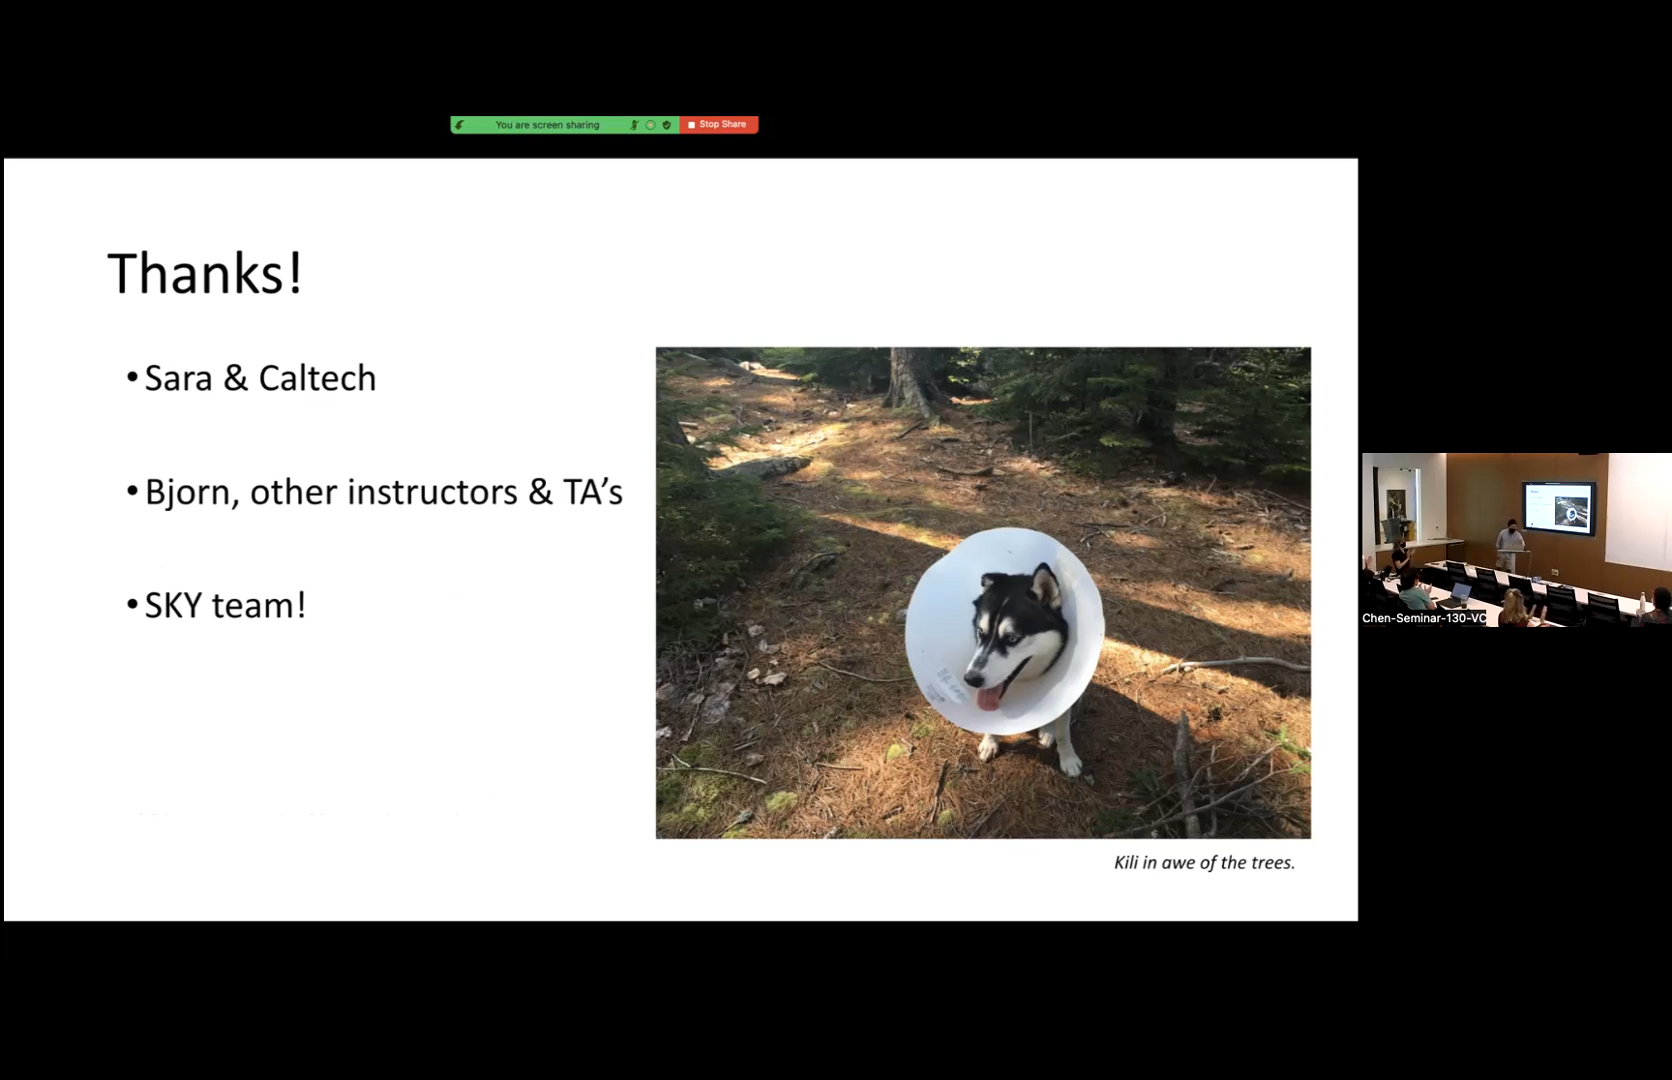 You are screen sharing
Stop Share
Thanks!
•Sara & Caltech
•Bjorn, other instructors & TA’s
•SKY team!
Kili in awe of the trees.
Chen-Seminar-130-VC